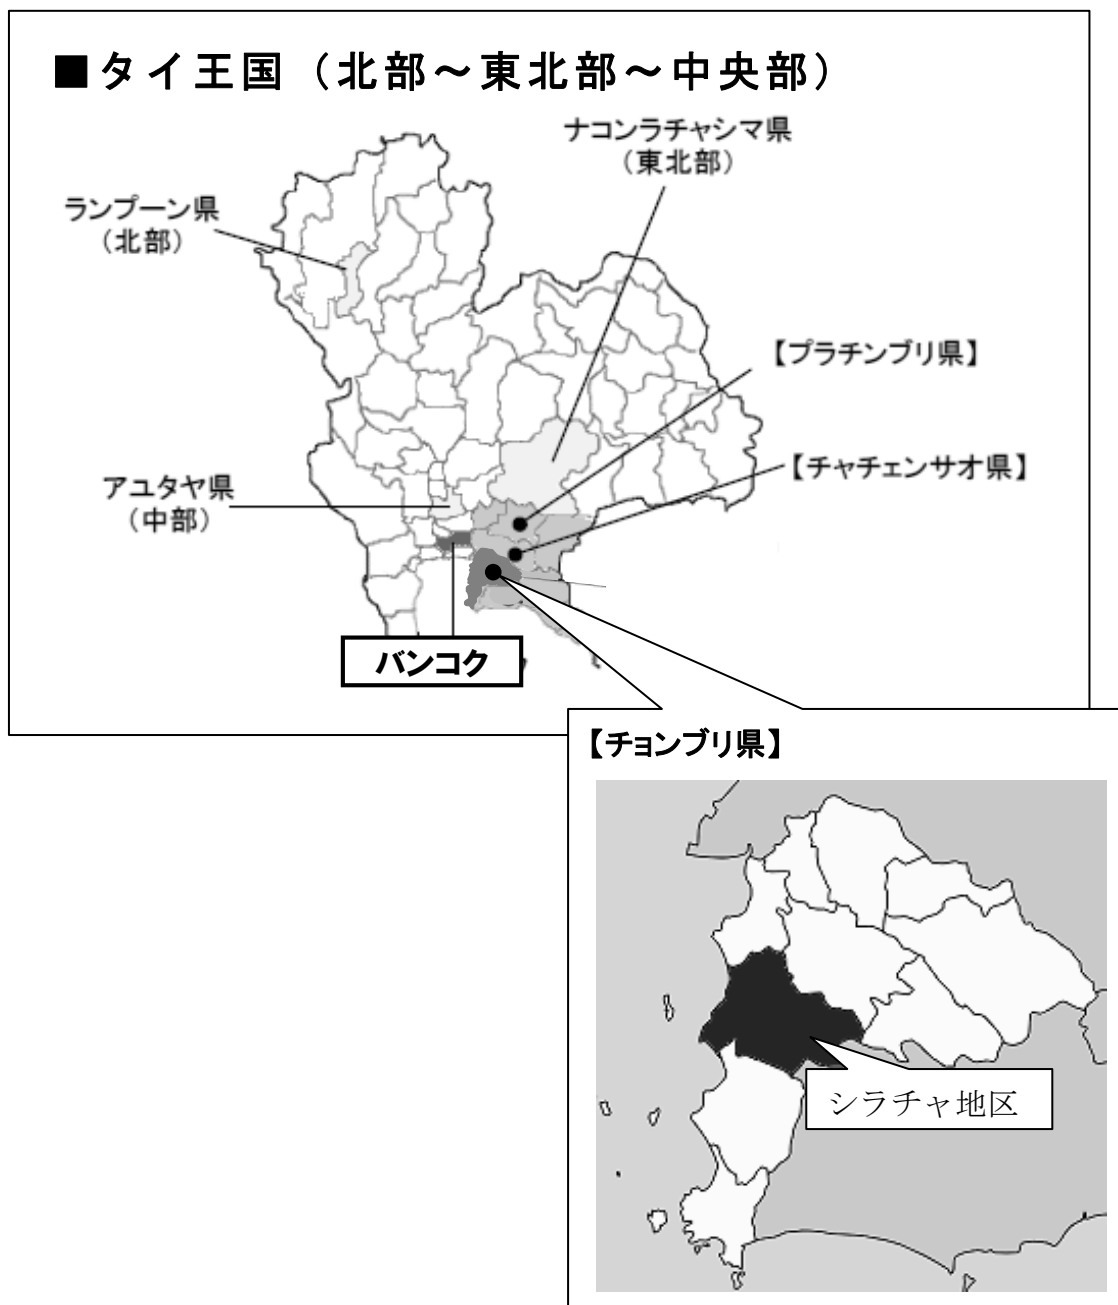 ■タイ王国（北部～東北部～中央部）
ナコンラチャシマ県
（東北部）
ランプーン県
（北部）
【プラチンブリ県】
【チャチェンサオ県】
アユタヤ県
（中部）
バンコク
【チョンブリ県】
シラチャ地区